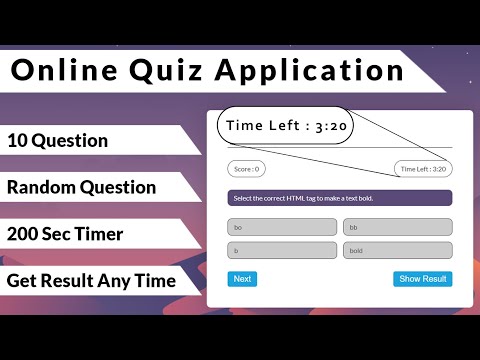 Online Quiz Application
10 Question
Random Question
200 Sec Timer
Get Result Any Time
Time Left : 3:20
Score : 0
Time Left : 3:20
Select the correct HTML tag to make a text bold.
bo
bb
b
bold
Next
Show Result